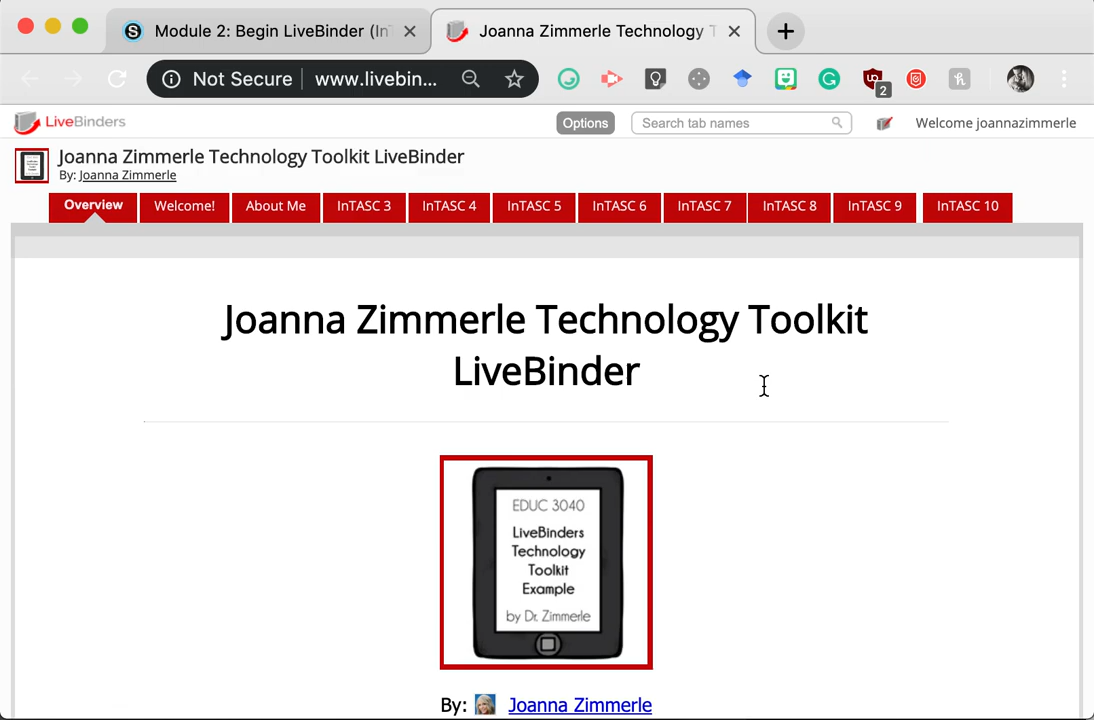 Module 2: Begin LiveBinder (In
Joanna Zimmerle Technology T
Not Secure
www.livebin...
2
LiveBinders
Options
Search tab names
Welcome joannazimmerle
Joanna Zimmerle Technology Toolkit LiveBinder
By: Joanna Zimmerle
Overview
Welcome!
About Me
InTASC 3
InTASC 4
InTASC 5
InTASC 6
InTASC 7
InTASC 8
InTASC 9
InTASC 10
Joanna Zimmerle Technology Toolkit
LiveBinder
EDUC 3040
LiveBinders
Technology
Toolkit
Example
by Dr. Zimmerle
By: Joanna Zimmerle